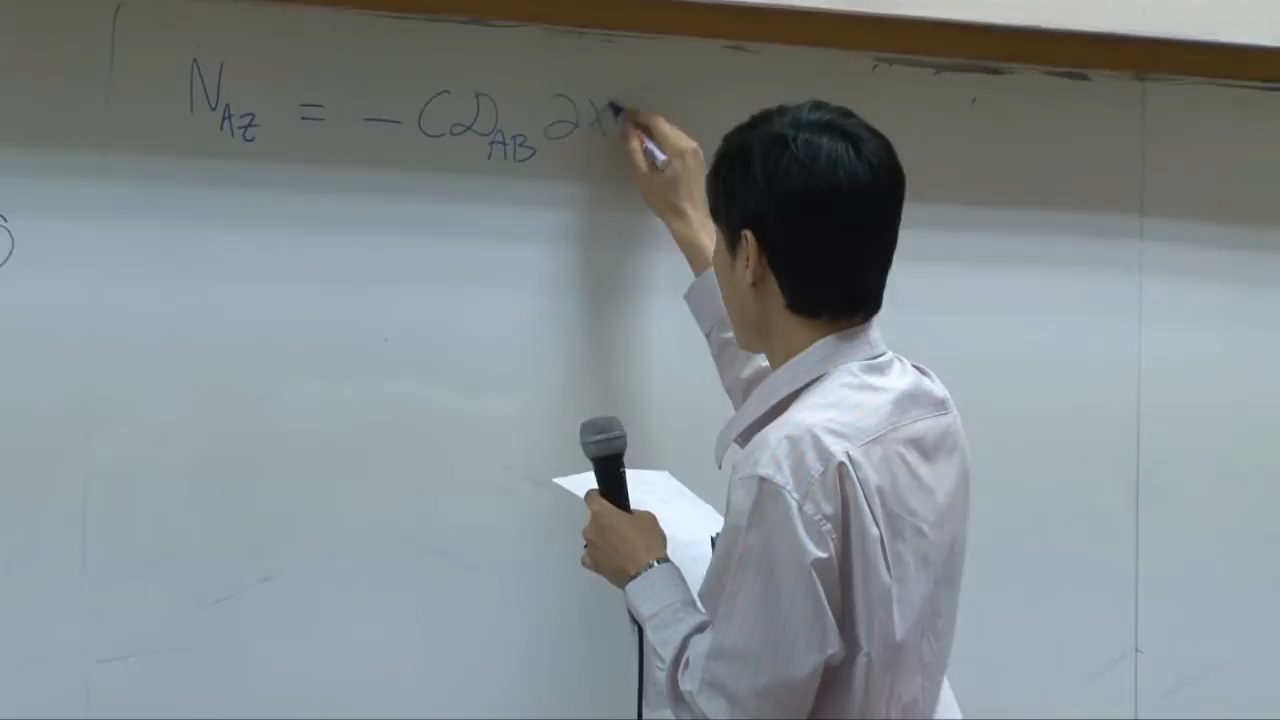 N_AZ = - CD_AB ∂x